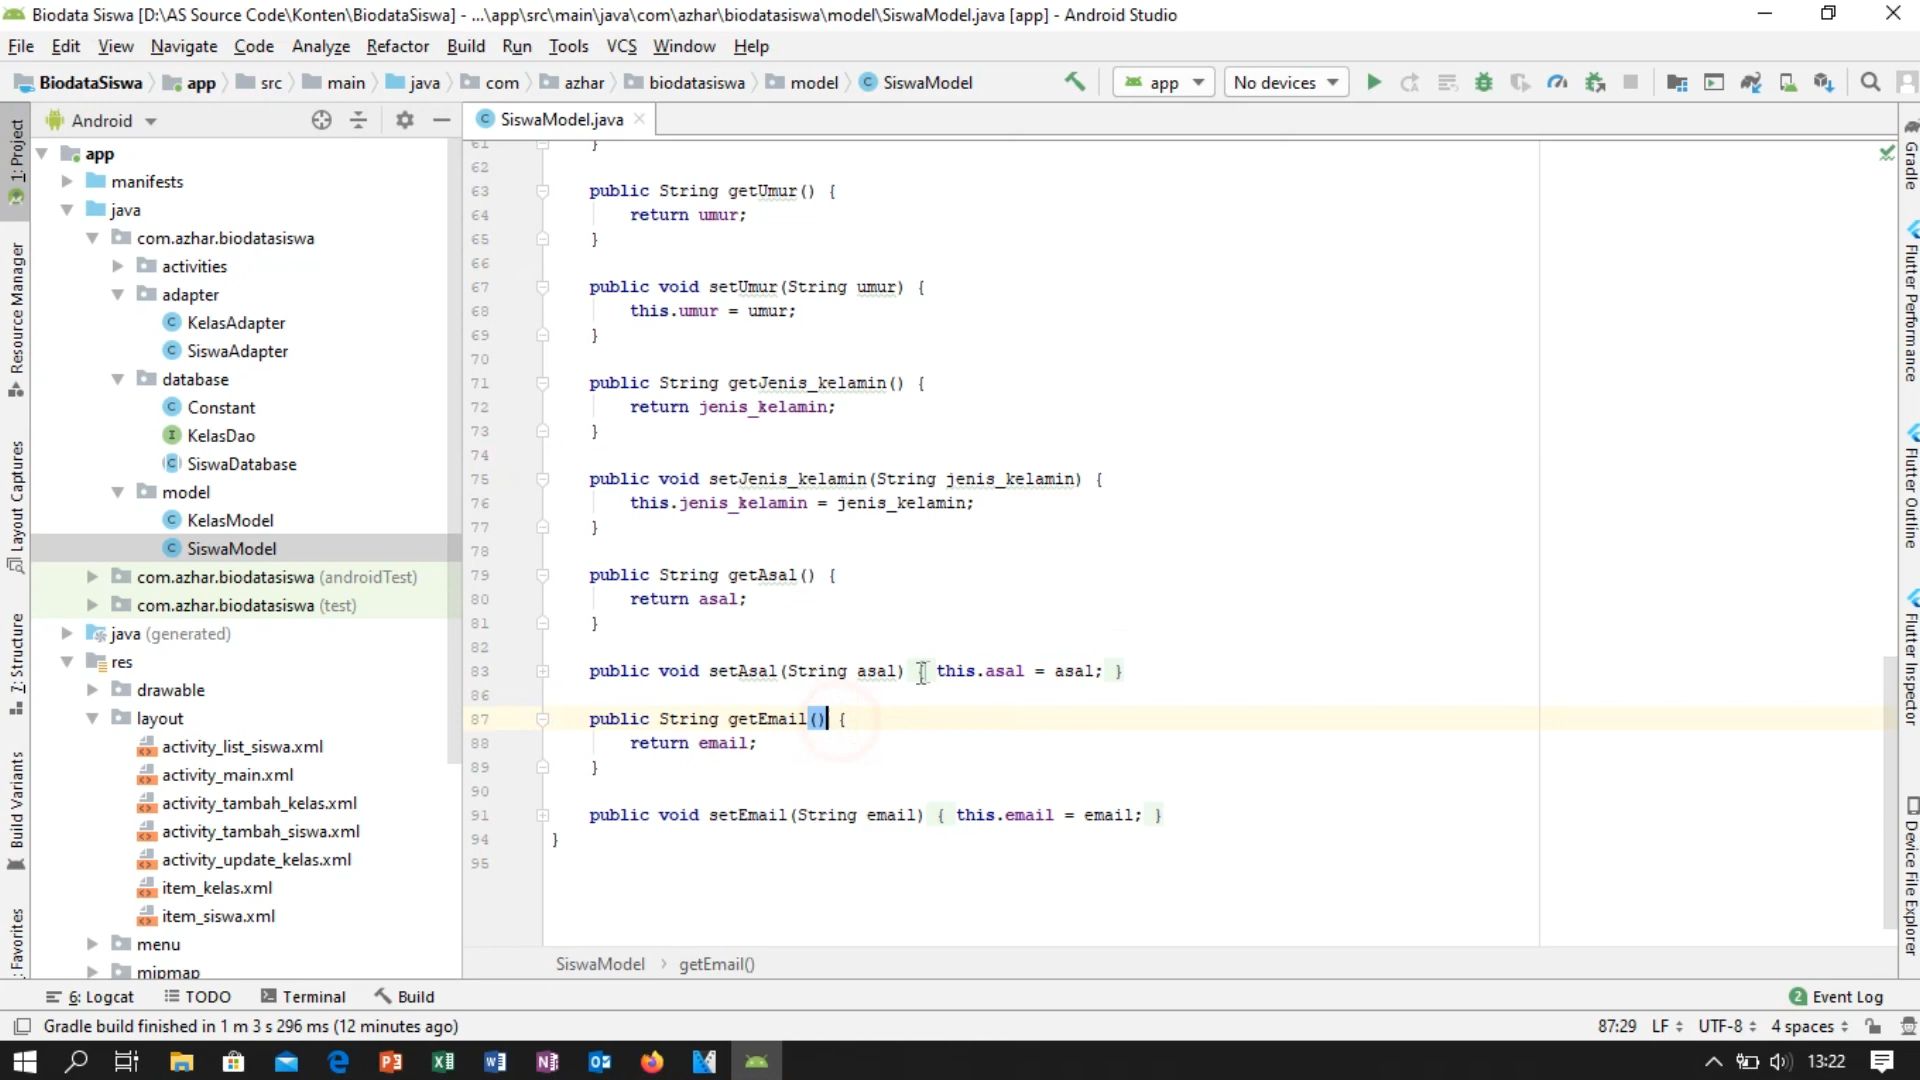 Biodata Siswa [D:\AS Source Code\Konten\BiodataSiswa] - ...\app\src\main\java\com\azhar\biodatasiswa\model\SiswaModel.java [app] - Android Studio
File Edit View Navigate Code Analyze Refactor Build Run Tools VCS Window Help
BiodataSiswa app src main java com azhar biodatasiswa model SiswaModel app No devices
Android SiswaModel.java
1: Project
Resource Manager
Layout Captures
7: Structure
Build Variants
Favorites
app
manifests
java
com.azhar.biodatasiswa
activities
adapter
KelasAdapter
SiswaAdapter
database
Constant
KelasDao
SiswaDatabase
model
KelasModel
SiswaModel
com.azhar.biodatasiswa (androidTest)
com.azhar.biodatasiswa (test)
java (generated)
res
drawable
layout
activity_list_siswa.xml
activity_main.xml
activity_tambah_kelas.xml
activity_tambah_siswa.xml
activity_update_kelas.xml
item_kelas.xml
item_siswa.xml
menu
mipmap
61 }
62
63 public String getUmur() {
64 return umur;
65 }
66
67 public void setUmur(String umur) {
68 this.umur = umur;
69 }
70
71 public String getJenis_kelamin() {
72 return jenis_kelamin;
73 }
74
75 public void setJenis_kelamin(String jenis_kelamin) {
76 this.jenis_kelamin = jenis_kelamin;
77 }
78
79 public String getAsal() {
80 return asal;
81 }
82
83 public void setAsal(String asal) { this.asal = asal; }
86
87 public String getEmail() {
88 return email;
89 }
90
91 public void setEmail(String email) { this.email = email; }
94 }
95
SiswaModel › getEmail()
Gradle
Flutter Performance
Flutter Outline
Flutter Inspector
Device File Explorer
6: Logcat TODO Terminal Build 2 Event Log
Gradle build finished in 1 m 3 s 296 ms (12 minutes ago) 87:29 LF UTF-8 4 spaces
13:22